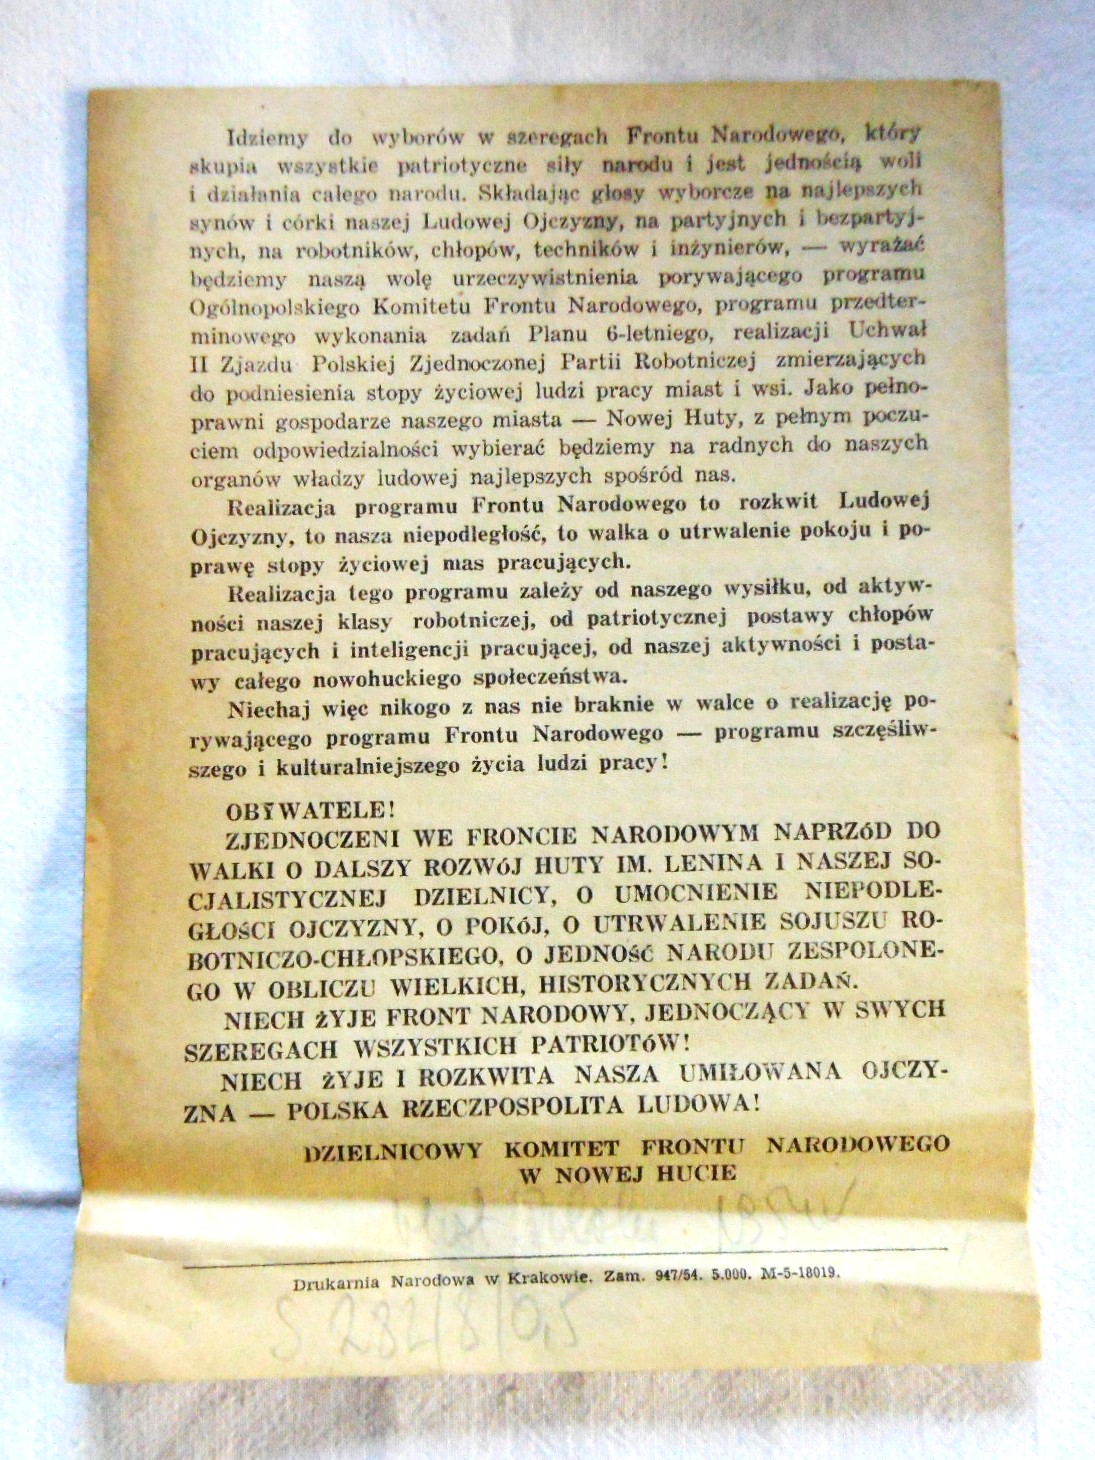 Idziemy do wyborów w szeregach Frontu Narodowego, który
skupia wszystkie patriotyczne siły narodu i jest jednością woli
i działania całego narodu. Składając głosy wyborcze na najlepszych
synów i córki naszej Ludowej Ojczyzny, na partyjnych i bezpartyj-
nych, na robotników, chłopów, techników i inżynierów, — wyrażać
będziemy naszą wolę urzeczywistnienia porywającego programu
Ogólnopolskiego Komitetu Frontu Narodowego, programu przedter-
minowego wykonania zadań Planu 6-letniego, realizacji Uchwał
II Zjazdu Polskiej Zjednoczonej Partii Robotniczej zmierzających
do podniesienia stopy życiowej ludzi pracy miast i wsi. Jako pełno-
prawni gospodarze naszego miasta — Nowej Huty, z pełnym poczu-
ciem odpowiedzialności wybierać będziemy na radnych do naszych
organów władzy ludowej najlepszych spośród nas.
Realizacja programu Frontu Narodowego to rozkwit Ludowej
Ojczyzny, to nasza niepodległość, to walka o utrwalenie pokoju i po-
prawę stopy życiowej mas pracujących.
Realizacja tego programu zależy od naszego wysiłku, od aktyw-
ności naszej klasy robotniczej, od patriotycznej postawy chłopów
pracujących i inteligencji pracującej, od naszej aktywności i posta-
wy całego nowohuckiego społeczeństwa.
Niechaj więc nikogo z nas nie braknie w walce o realizację po-
rywającego programu Frontu Narodowego — programu szczęśliw-
szego i kulturalniejszego życia ludzi pracy!
OBYWATELE!
ZJEDNOCZENI WE FRONCIE NARODOWYM NAPRZóD DO
WALKI O DALSZY ROZWóJ HUTY IM. LENINA I NASZEJ SO-
CJALISTYCZNEJ DZIELNICY, O UMOCNIENIE NIEPODLE-
GŁOśCI OJCZYZNY, O POKóJ, O UTRWALENIE SOJUSZU RO-
BOTNICZO-CHŁOPSKIEGO, O JEDNOść NARODU ZESPOLONE-
GO W OBLICZU WIELKICH, HISTORYCZNYCH ZADAń.
NIECH żYJE FRONT NARODOWY, JEDNOCZĄCY W SWYCH
SZEREGACH WSZYSTKICH PATRIOTóW!
NIECH żYJE I ROZKWITA NASZA UMIŁOWANA OJCZY-
ZNA — POLSKA RZECZPOSPOLITA LUDOWA!
DZIELNICOWY KOMITET FRONTU NARODOWEGO
W NOWEJ HUCIE
Drukarnia Narodowa w Krakowie. Zam. 947/54. 5.000. M-5-18019.
S 282/8/0,5